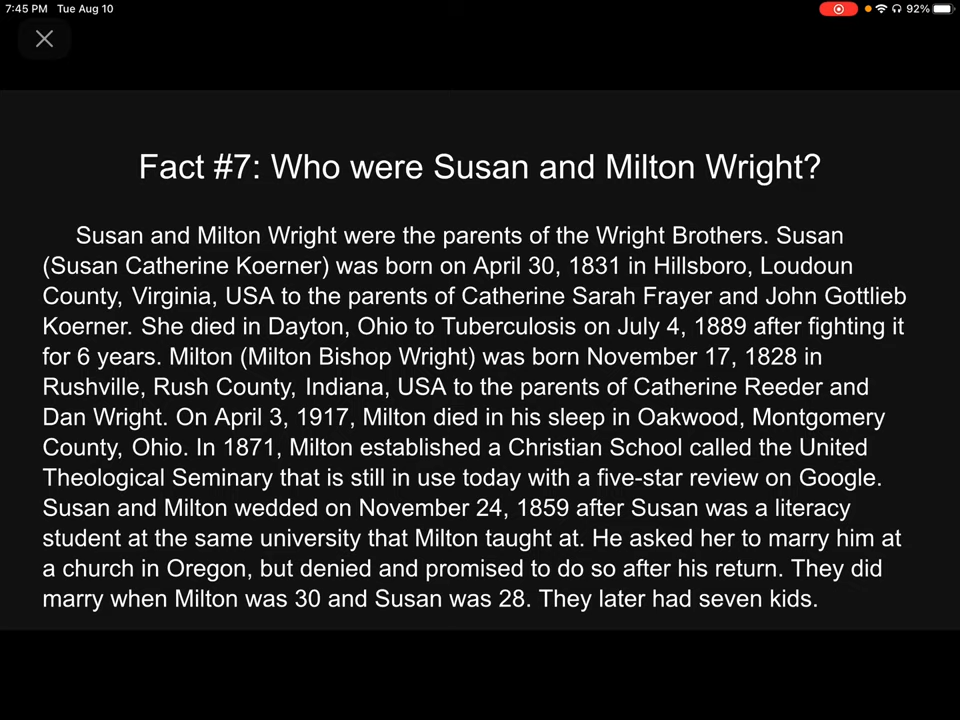 7:45 PM Tue Aug 10 92%
Fact #7: Who were Susan and Milton Wright?
Susan and Milton Wright were the parents of the Wright Brothers. Susan
(Susan Catherine Koerner) was born on April 30, 1831 in Hillsboro, Loudoun
County, Virginia, USA to the parents of Catherine Sarah Frayer and John Gottlieb
Koerner. She died in Dayton, Ohio to Tuberculosis on July 4, 1889 after fighting it
for 6 years. Milton (Milton Bishop Wright) was born November 17, 1828 in
Rushville, Rush County, Indiana, USA to the parents of Catherine Reeder and
Dan Wright. On April 3, 1917, Milton died in his sleep in Oakwood, Montgomery
County, Ohio. In 1871, Milton established a Christian School called the United
Theological Seminary that is still in use today with a five-star review on Google.
Susan and Milton wedded on November 24, 1859 after Susan was a literacy
student at the same university that Milton taught at. He asked her to marry him at
a church in Oregon, but denied and promised to do so after his return. They did
marry when Milton was 30 and Susan was 28. They later had seven kids.